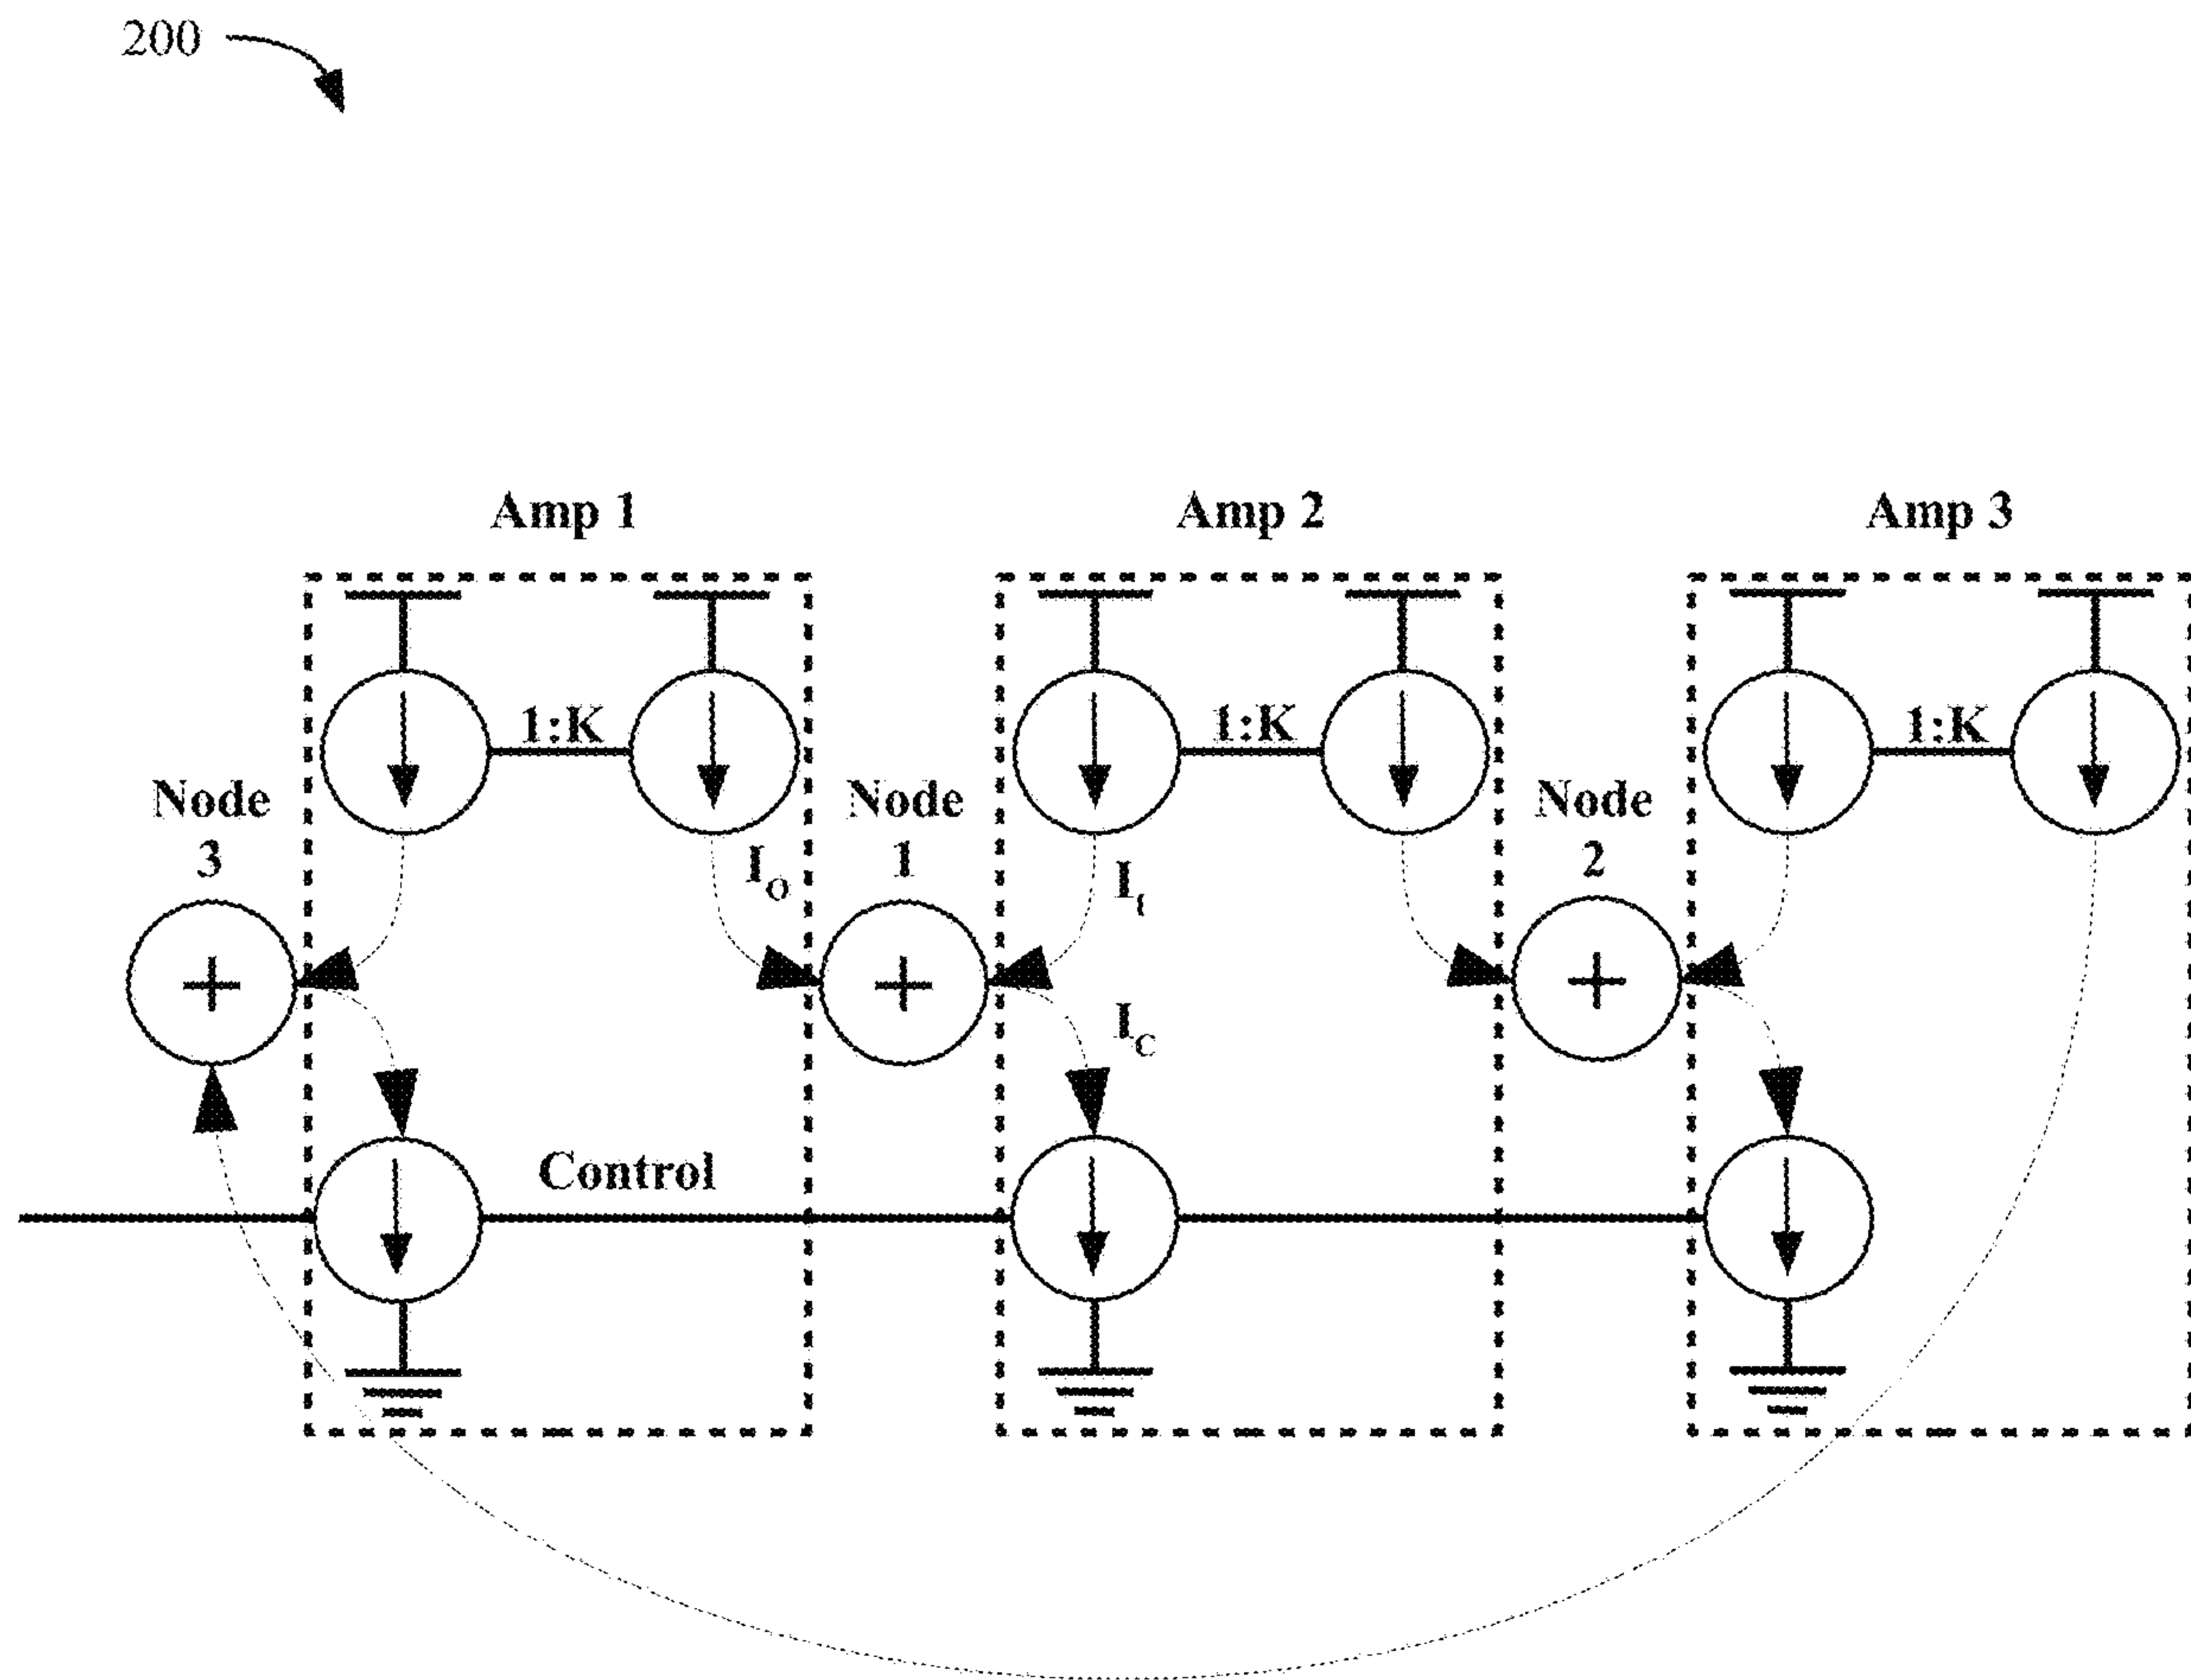 200
Amp 1
Amp 2
Amp 3
1:K
1:K
1:K
Node
3
Node
1
Node
2
I_O
I_I
I_C
Control